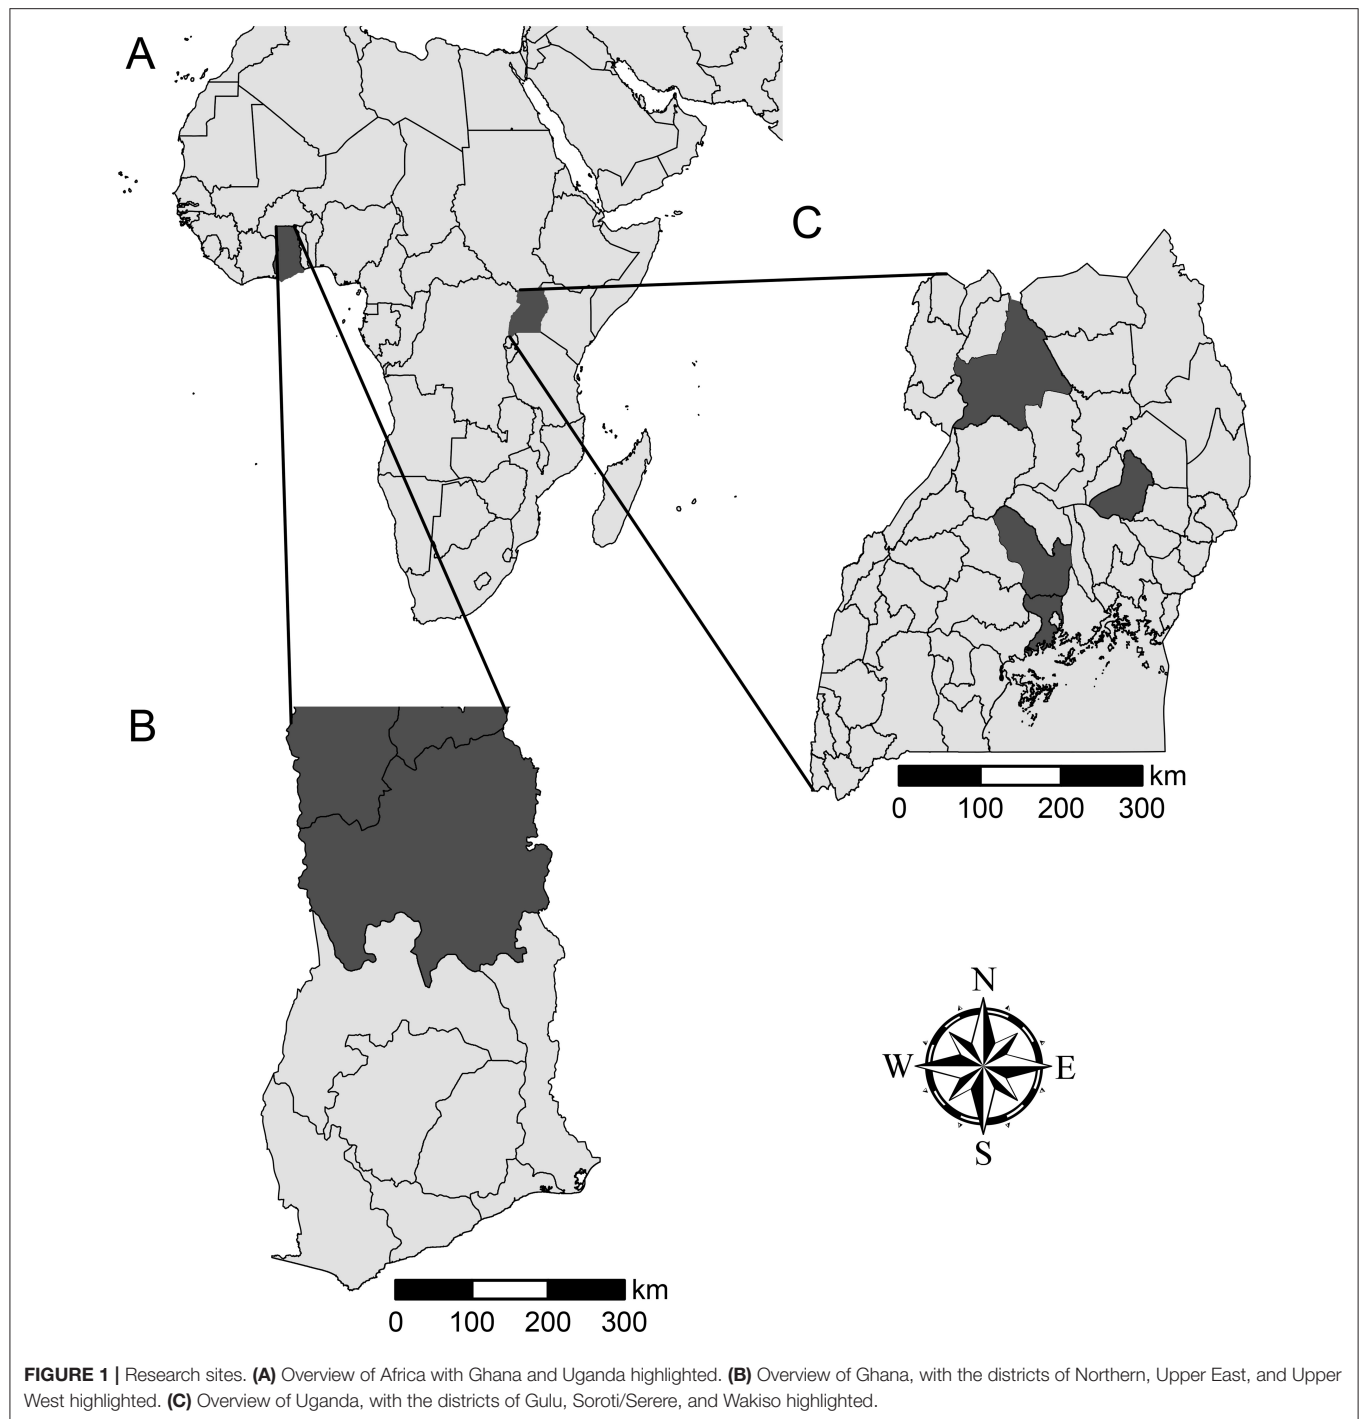 A
C
km
0 100 200 300
B
N
W E
S
km
0 100 200 300
FIGURE 1 | Research sites. (A) Overview of Africa with Ghana and Uganda highlighted. (B) Overview of Ghana, with the districts of Northern, Upper East, and Upper
West highlighted. (C) Overview of Uganda, with the districts of Gulu, Soroti/Serere, and Wakiso highlighted.